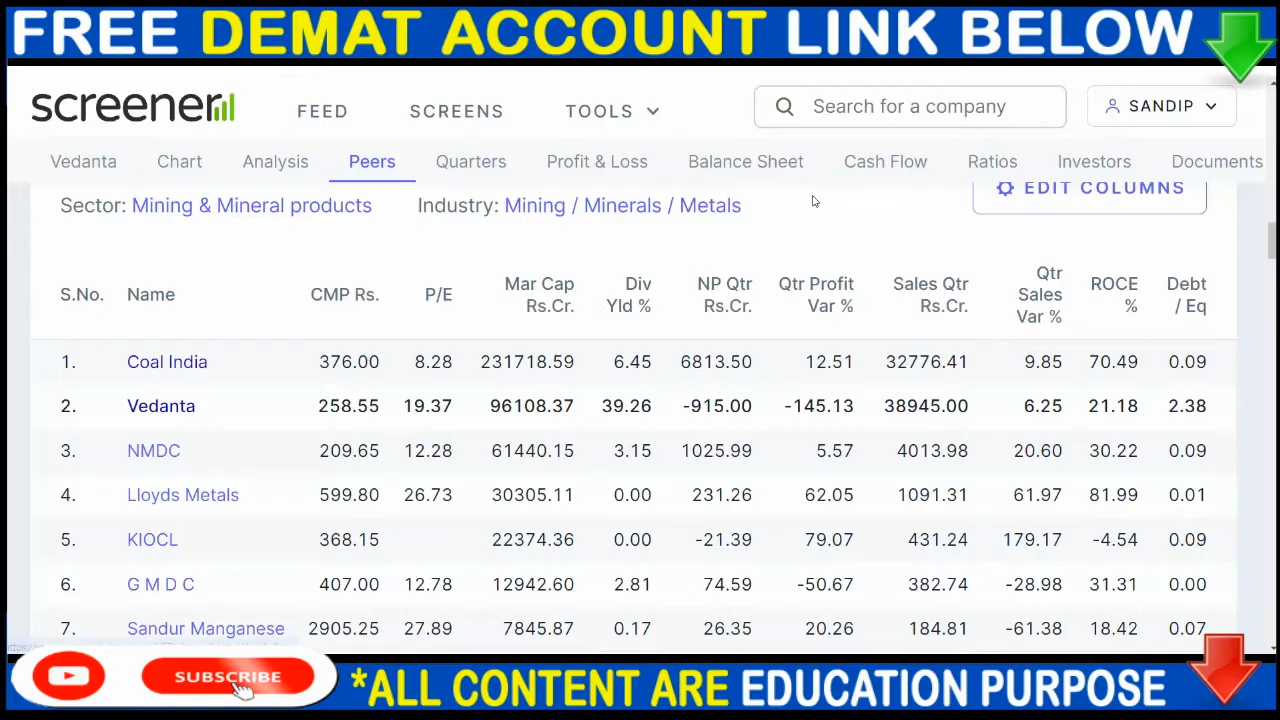 FREE DEMAT ACCOUNT LINK BELOW
screener FEED SCREENS TOOLS Search for a company SANDIP
Vedanta Chart Analysis Peers Quarters Profit & Loss Balance Sheet Cash Flow Ratios Investors Documents
Sector: Mining & Mineral products Industry: Mining / Minerals / Metals EDIT COLUMNS
S.No. Name CMP Rs. P/E Mar Cap Rs.Cr. Div Yld % NP Qtr Rs.Cr. Qtr Profit Var % Sales Qtr Rs.Cr. Qtr Sales Var % ROCE % Debt / Eq
1. Coal India 376.00 8.28 231718.59 6.45 6813.50 12.51 32776.41 9.85 70.49 0.09
2. Vedanta 258.55 19.37 96108.37 39.26 -915.00 -145.13 38945.00 6.25 21.18 2.38
3. NMDC 209.65 12.28 61440.15 3.15 1025.99 5.57 4013.98 20.60 30.22 0.09
4. Lloyds Metals 599.80 26.73 30305.11 0.00 231.26 62.05 1091.31 61.97 81.99 0.01
5. KIOCL 368.15 22374.36 0.00 -21.39 79.07 431.24 179.17 -4.54 0.09
6. G M D C 407.00 12.78 12942.60 2.81 74.59 -50.67 382.74 -28.98 31.31 0.00
7. Sandur Manganese 2905.25 27.89 7845.87 0.17 26.35 20.26 184.81 -61.38 18.42 0.07
SUBSCRIBE
*ALL CONTENT ARE EDUCATION PURPOSE